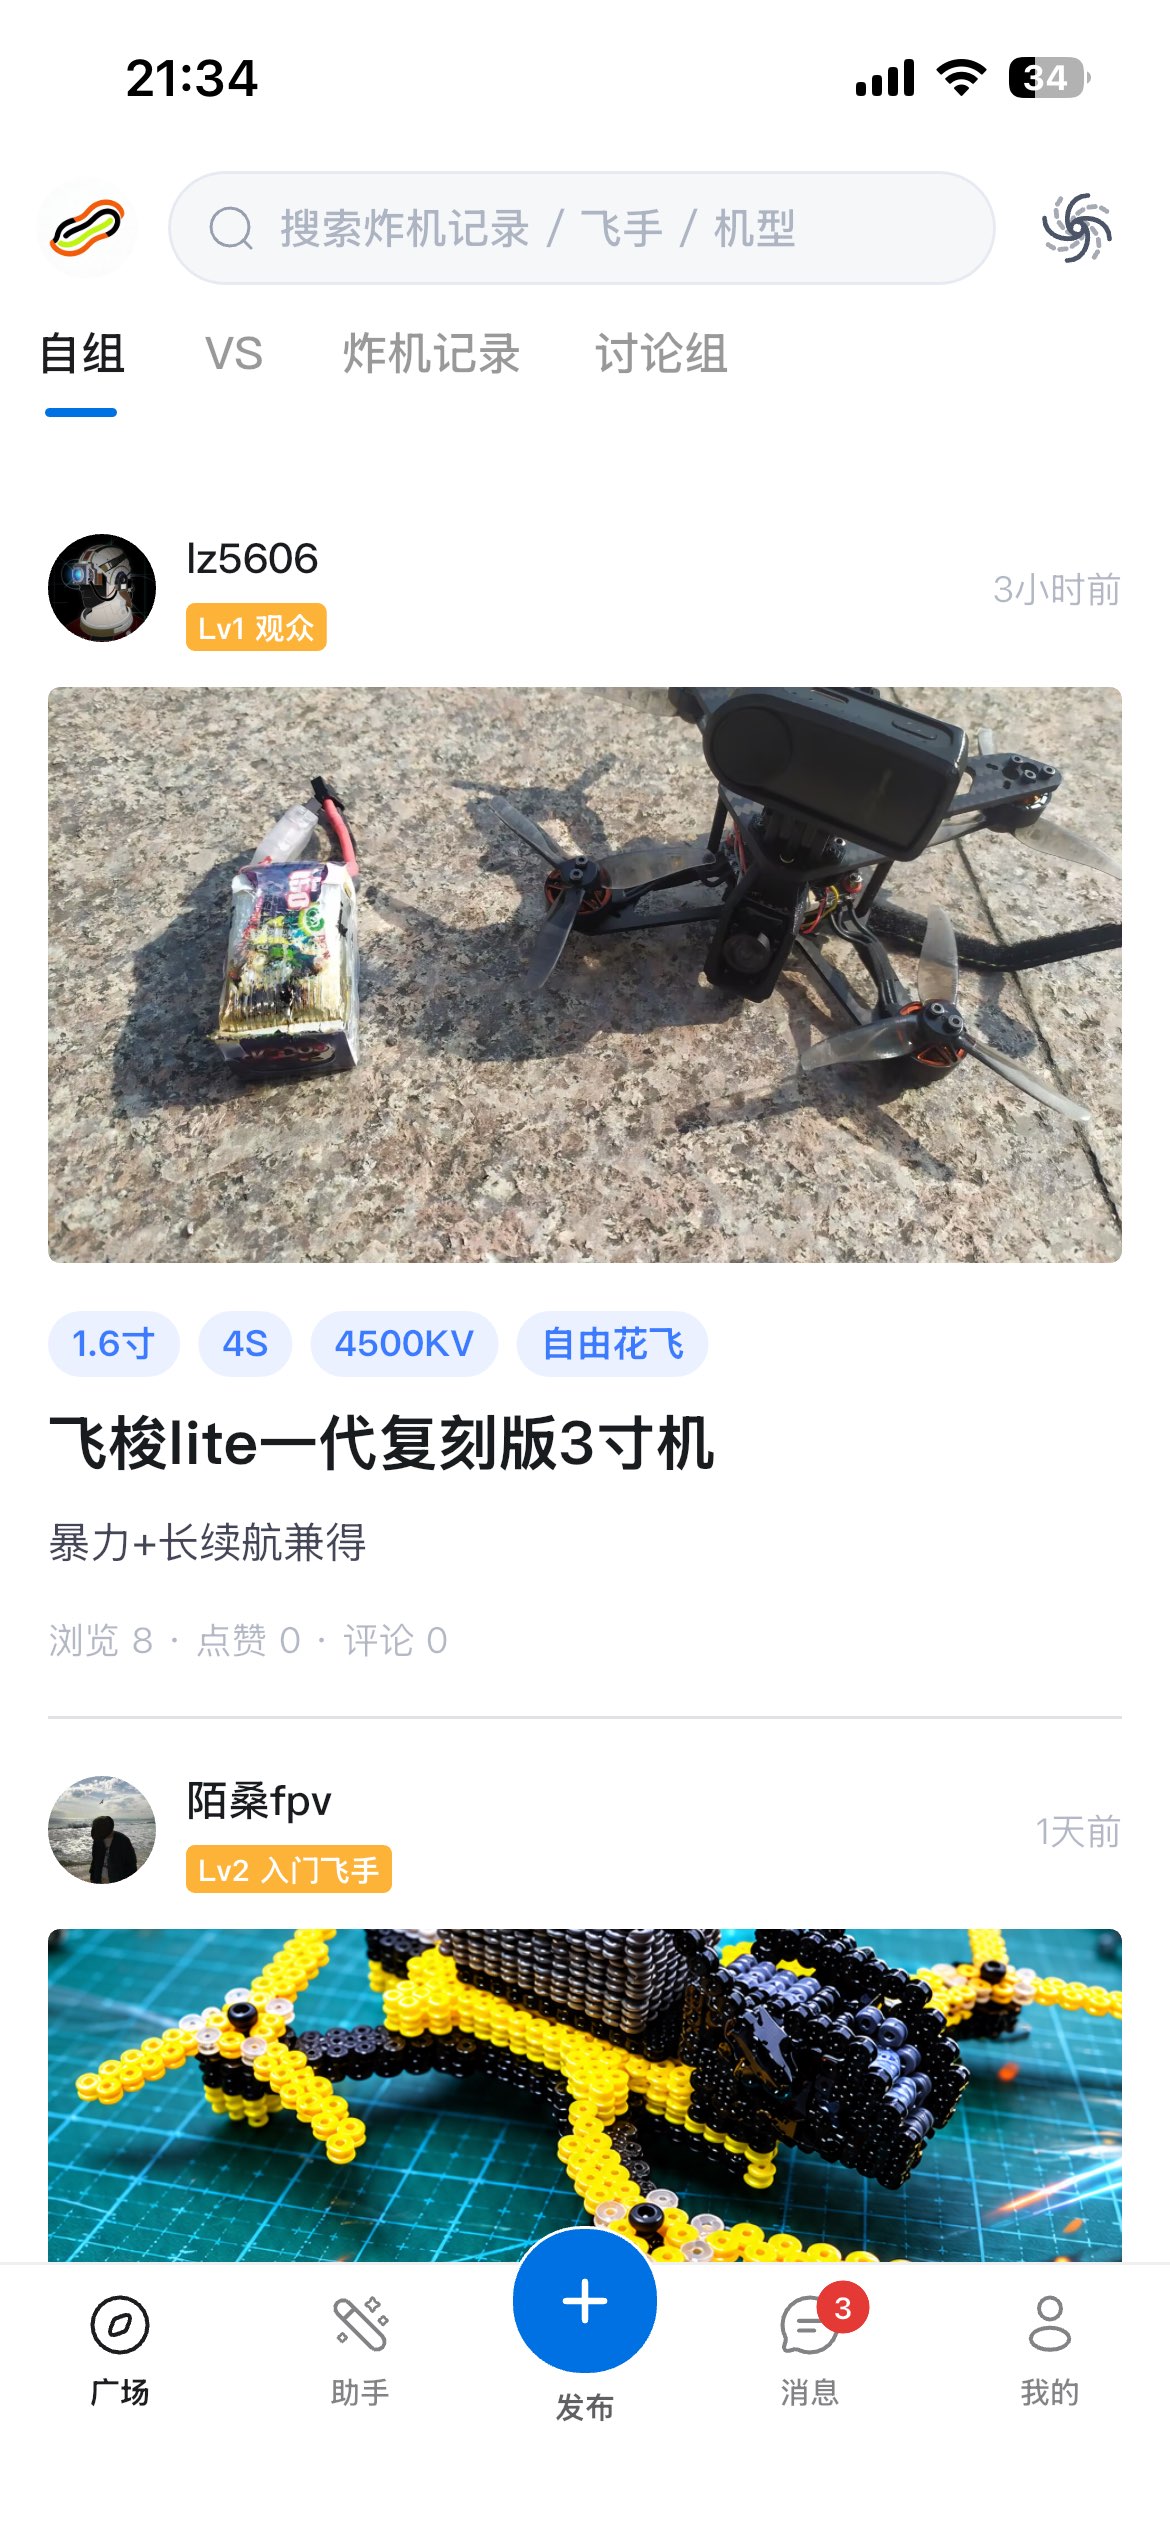 21:34
34
搜索炸机记录 / 飞手 / 机型
自组 VS 炸机记录 讨论组
lz5606
Lv1 观众
3小时前
1.6寸 4S 4500KV 自由花飞
飞梭lite一代复刻版3寸机
暴力+长续航兼得
浏览 8 · 点赞 0 · 评论 0
陌桑fpv
Lv2 入门飞手
1天前
3
广场 助手 发布 消息 我的